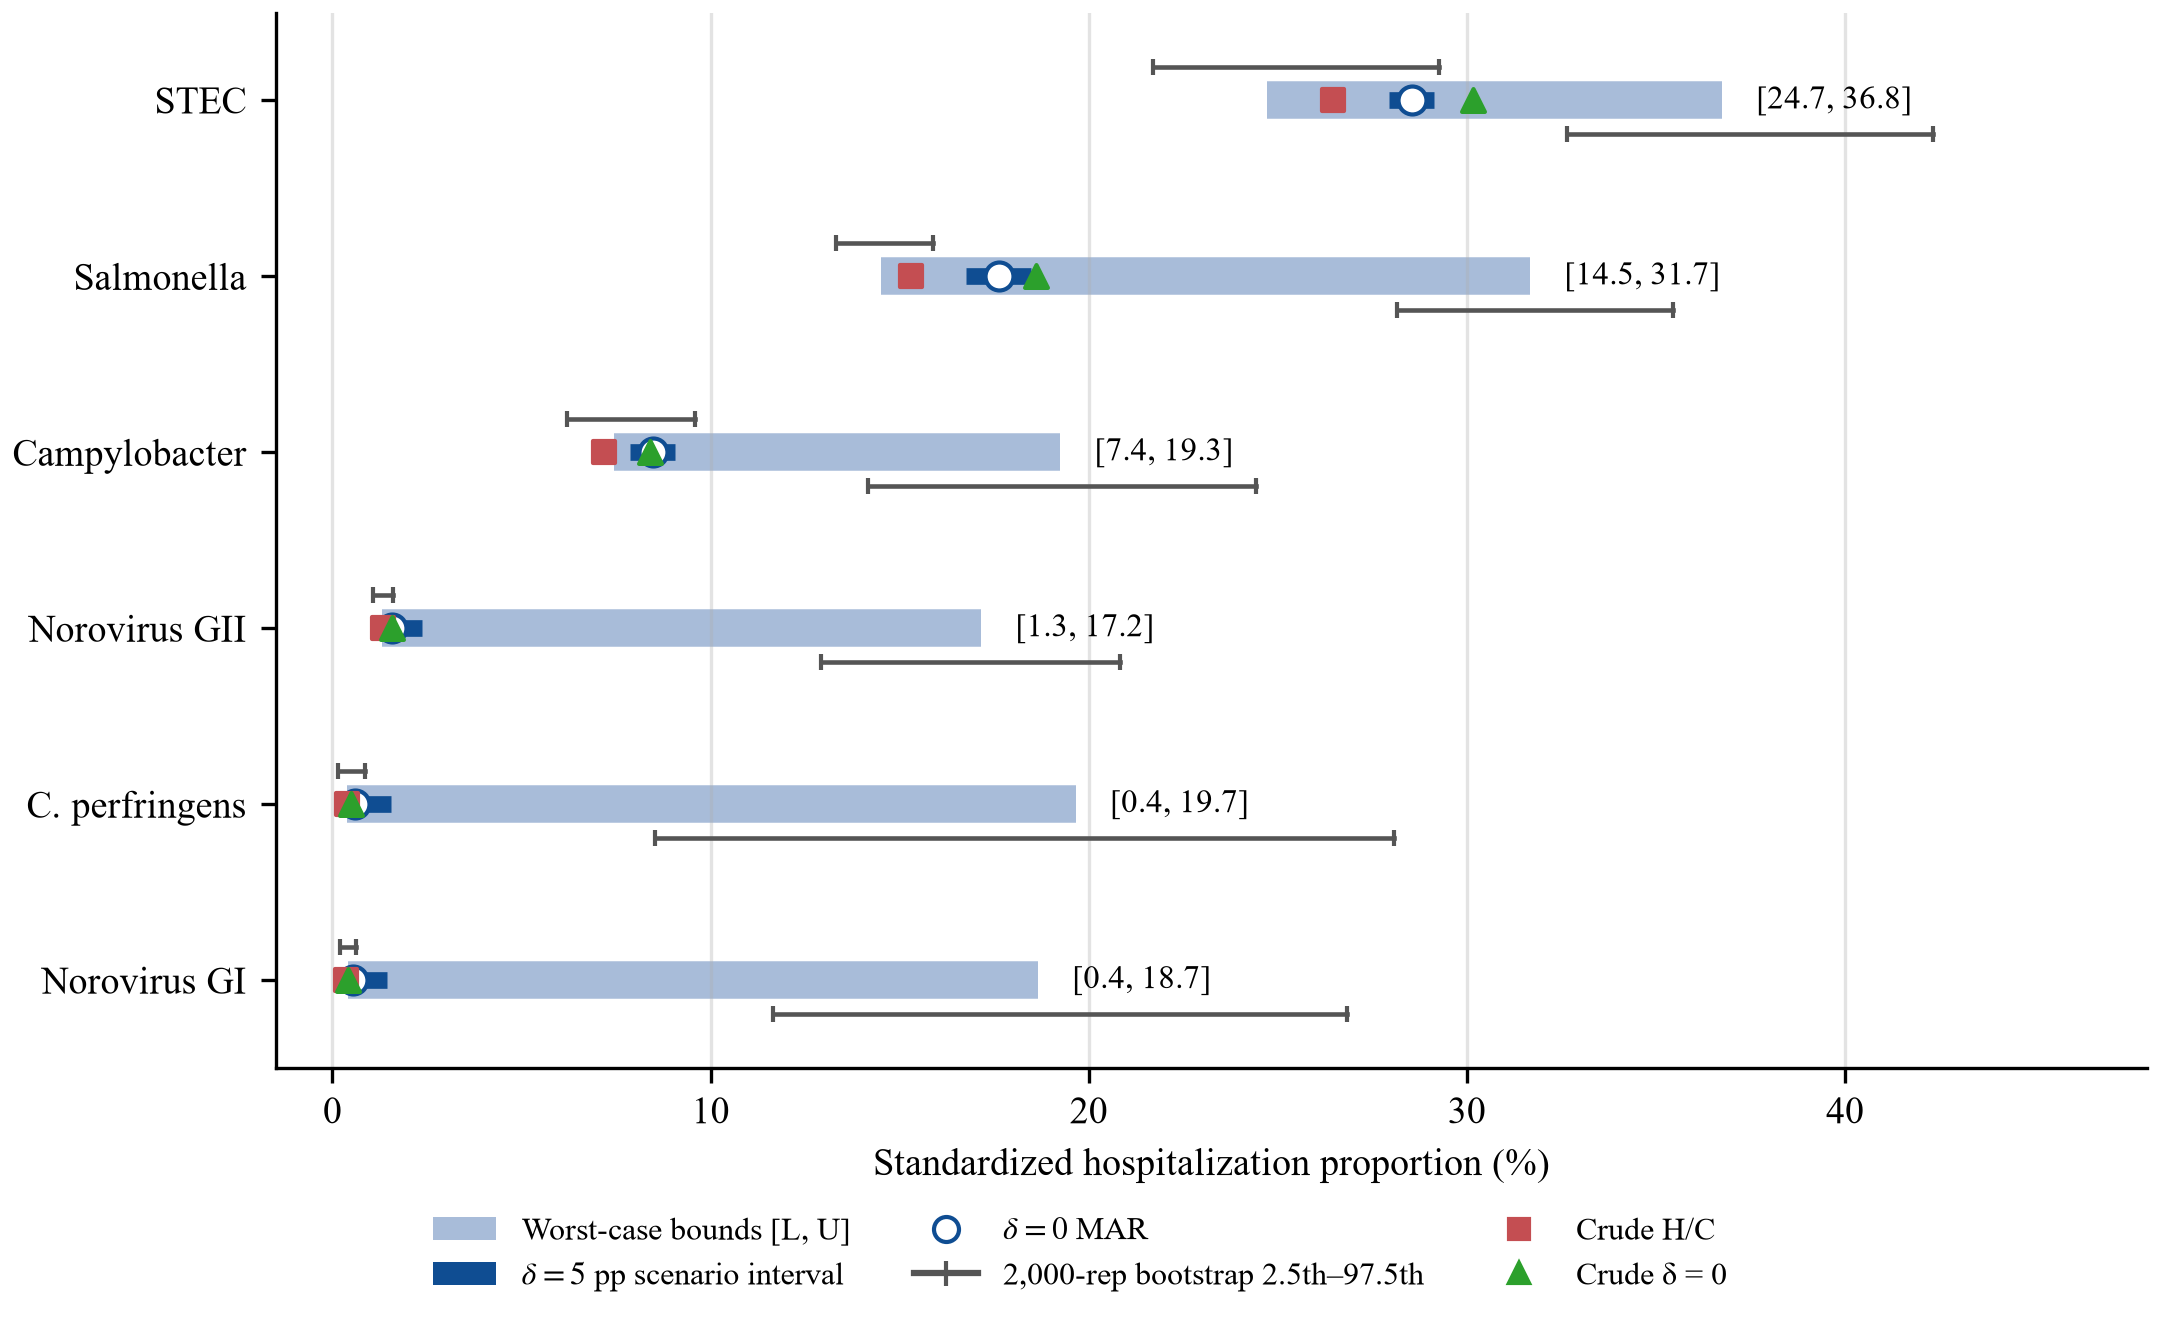 STEC
[24.7, 36.8]
Salmonella
[14.5, 31.7]
Campylobacter
[7.4, 19.3]
Norovirus GII
[1.3, 17.2]
C. perfringens
[0.4, 19.7]
Norovirus GI
[0.4, 18.7]
0 10 20 30 40
Standardized hospitalization proportion (%)
Worst-case bounds [L, U]
δ = 5 pp scenario interval
δ = 0 MAR
2,000-rep bootstrap 2.5th–97.5th
Crude H/C
Crude δ = 0